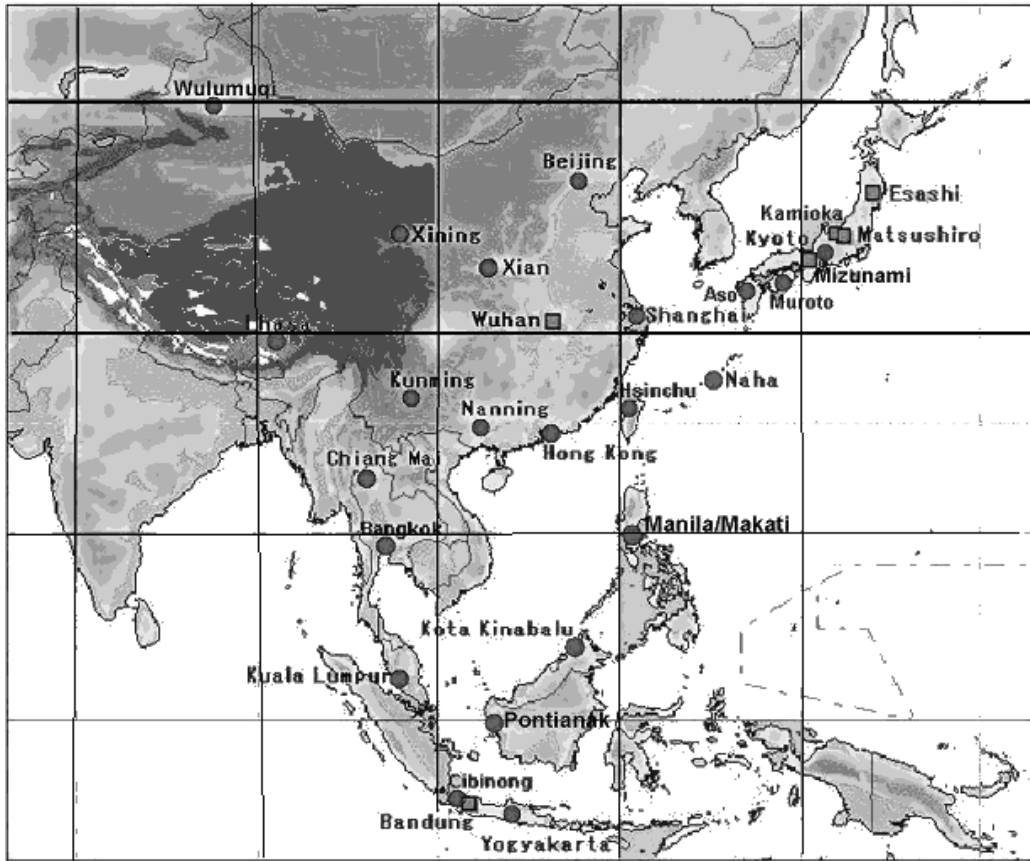 Wulumuqi
Beijing
Esashi
Kamioka
Xining
Kyoto
Matsushiro
Xian
Mizunami
Aso
Muroto
Wuhan
Shanghai
Lhasa
Kunming
Hsinchu
Naha
Nanning
Hong Kong
Chiang Mai
Bangkok
Manila/Makati
Kota Kinabalu
Kuala Lumpur
Pontianak
Cibinong
Bandung
Yogyakarta